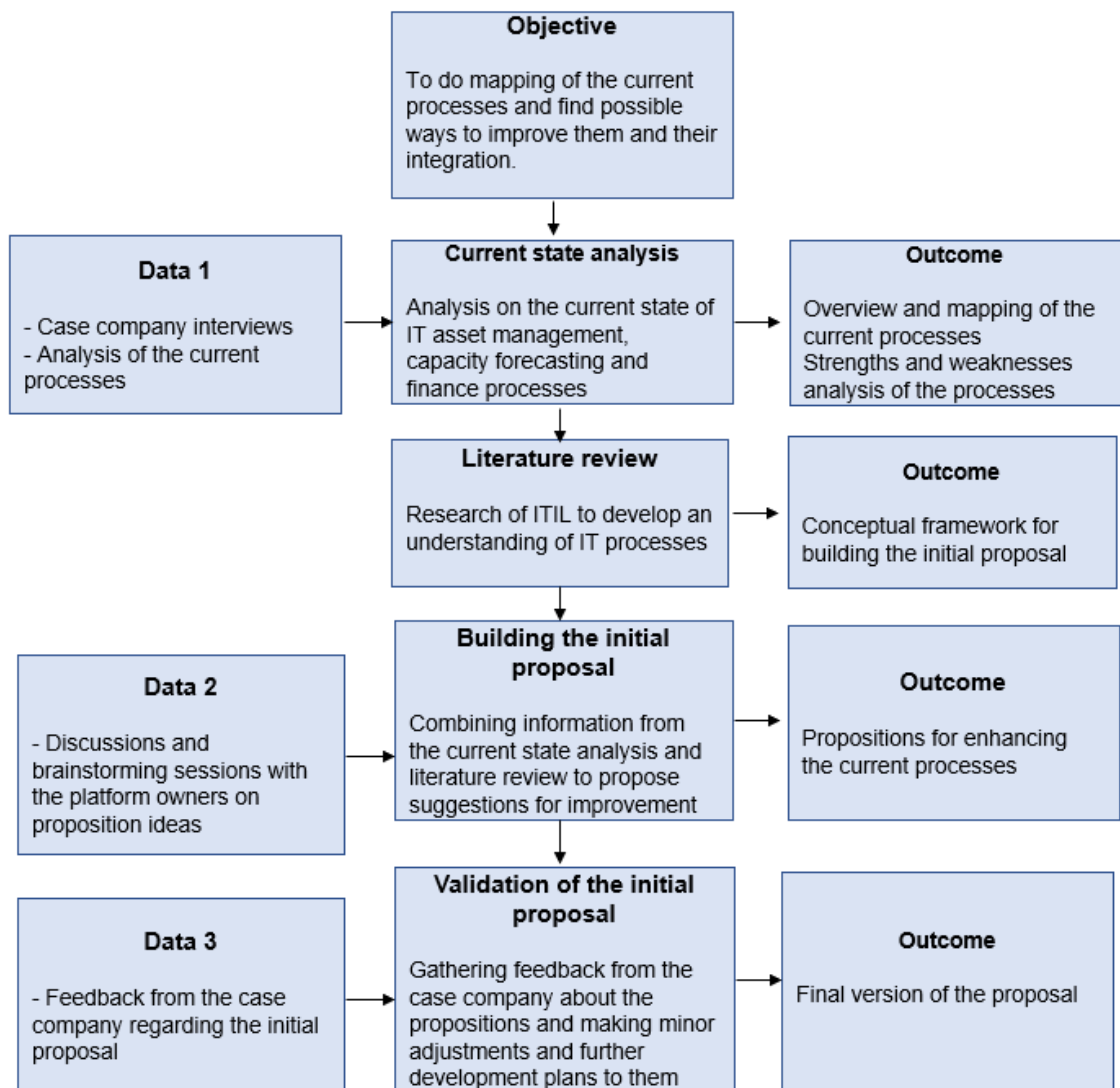 Objective
To do mapping of the current
processes and find possible
ways to improve them and their
integration.
Data 1
- Case company interviews
- Analysis of the current
processes
Current state analysis
Analysis on the current state of
IT asset management,
capacity forecasting and
finance processes
Outcome
Overview and mapping of the
current processes
Strengths and weaknesses
analysis of the processes
Literature review
Research of ITIL to develop an
understanding of IT processes
Outcome
Conceptual framework for
building the initial proposal
Data 2
- Discussions and
brainstorming sessions with
the platform owners on
proposition ideas
Building the initial
proposal
Combining information from
the current state analysis and
literature review to propose
suggestions for improvement
Outcome
Propositions for enhancing
the current processes
Data 3
- Feedback from the case
company regarding the initial
proposal
Validation of the initial
proposal
Gathering feedback from the
case company about the
propositions and making minor
adjustments and further
development plans to them
Outcome
Final version of the proposal